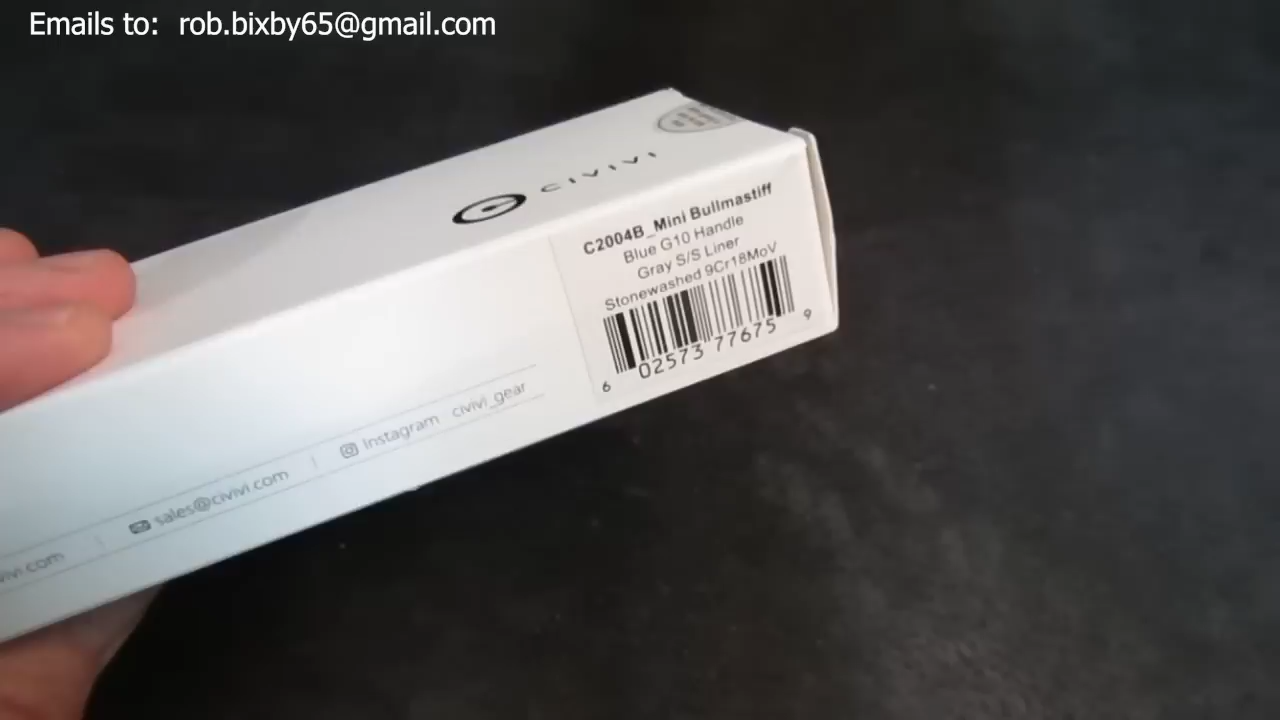 Emails to: rob.bixby65@gmail.com
CIVIVI
C2004B_Mini Bullmastiff
Blue G10 Handle
Gray S/S Liner
Stonewashed 9Cr18MoV
6 02573 77675 9
Instagram civivi_gear
sales@civivi.com